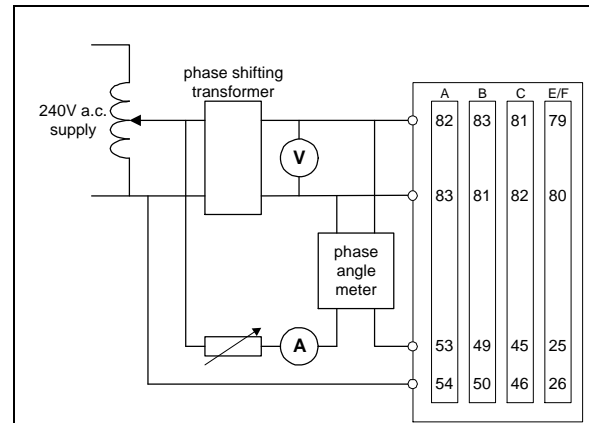 phase shifting
transformer
240V a.c.
supply
V
phase
angle
meter
A
A B C E/F
82 83 81 79
83 81 82 80
53 49 45 25
54 50 46 26